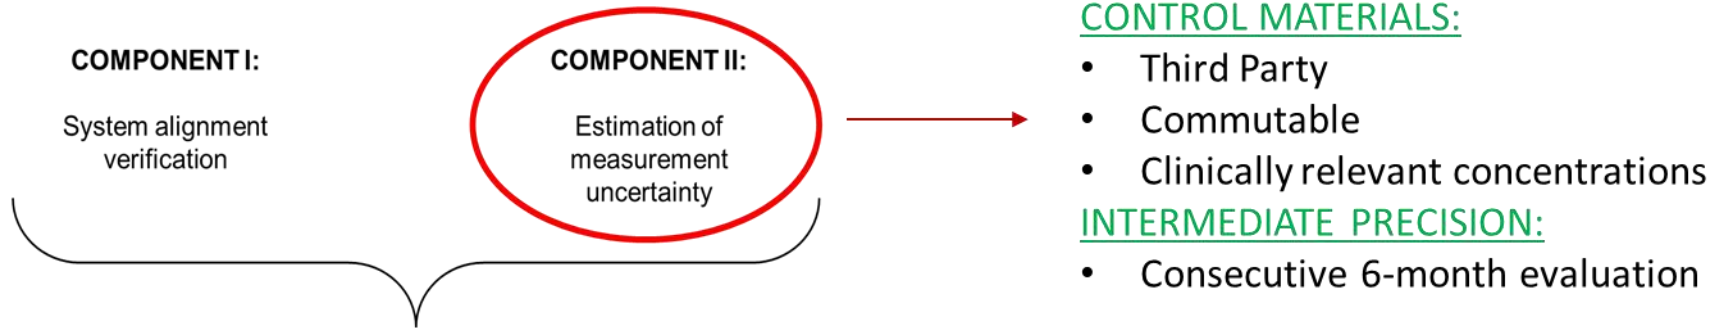 COMPONENT I:
System alignment
verification
COMPONENT II:
Estimation of
measurement
uncertainty
CONTROL MATERIALS:
• Third Party
• Commutable
• Clinically relevant concentrations
INTERMEDIATE PRECISION:
• Consecutive 6-month evaluation